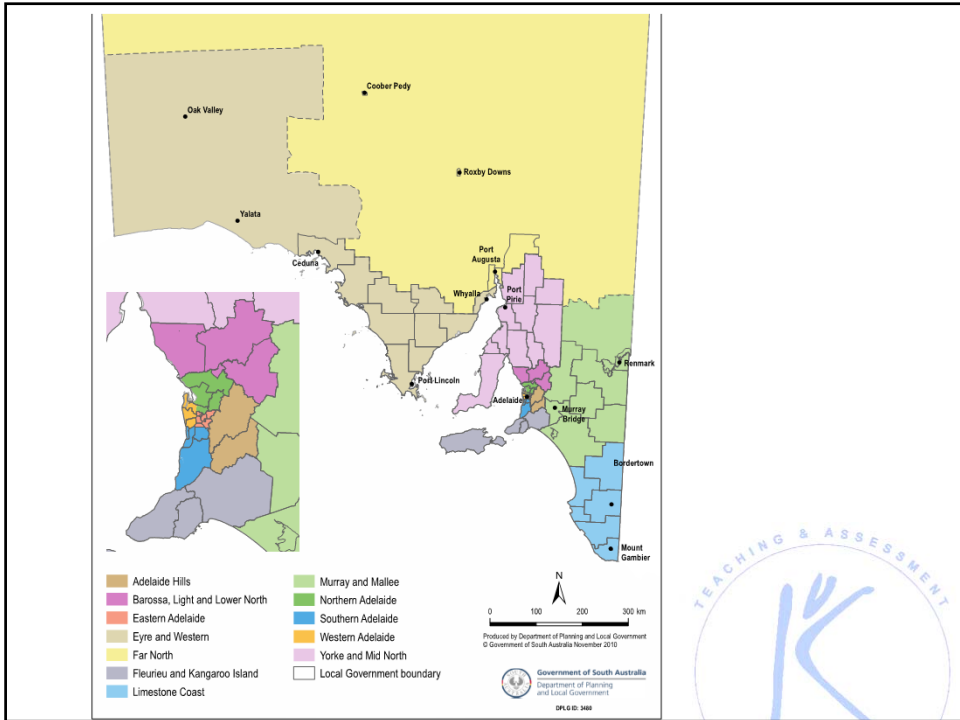 Coober Pedy
Oak Valley
Roxby Downs
Yalata
Ceduna
Port
Augusta
Whyalla
Port
Pirie
Renmark
Port Lincoln
Adelaide
Murray
Bridge
Bordertown
Mount
Gambier
Adelaide Hills
Barossa, Light and Lower North
Eastern Adelaide
Eyre and Western
Far North
Fleurieu and Kangaroo Island
Limestone Coast
Murray and Mallee
Northern Adelaide
Southern Adelaide
Western Adelaide
Yorke and Mid North
Local Government boundary
N
0 100 200 300 km
Produced by Department of Planning and Local Government
© Government of South Australia November 2010
Government of South Australia
Department of Planning
and Local Government
DPLG ID: 3480
TEACHING & ASSESSMENT